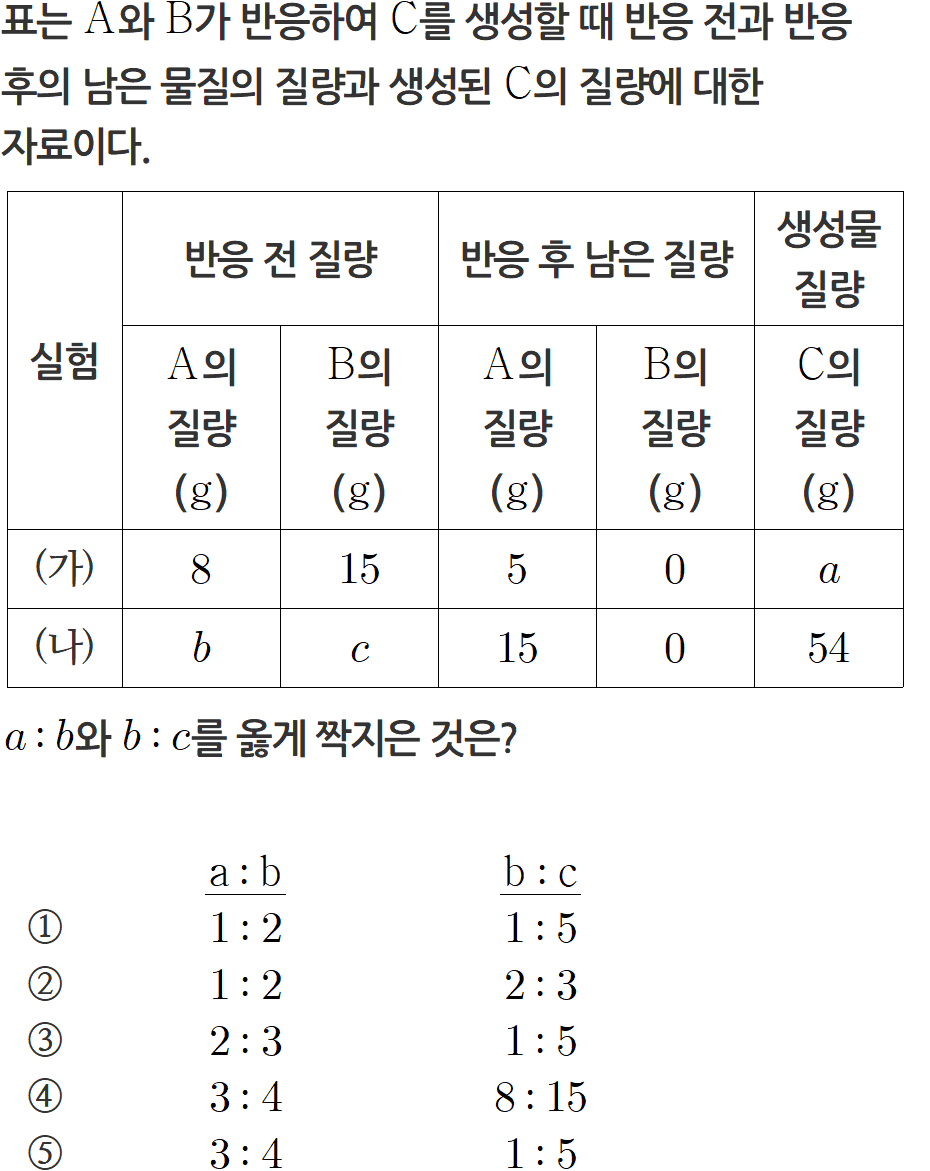 표는 A와 B가 반응하여 C를 생성할 때 반응 전과 반응
후의 남은 물질의 질량과 생성된 C의 질량에 대한
자료이다.
실험 반응 전 질량 반응 후 남은 질량 생성물 질량
A의 질량 (g) B의 질량 (g) A의 질량 (g) B의 질량 (g) C의 질량 (g)
(가) 8 15 5 0 a
(나) b c 15 0 54
a : b와 b : c를 옳게 짝지은 것은?
a : b b : c
① 1 : 2 1 : 5
② 1 : 2 2 : 3
③ 2 : 3 1 : 5
④ 3 : 4 8 : 15
⑤ 3 : 4 1 : 5